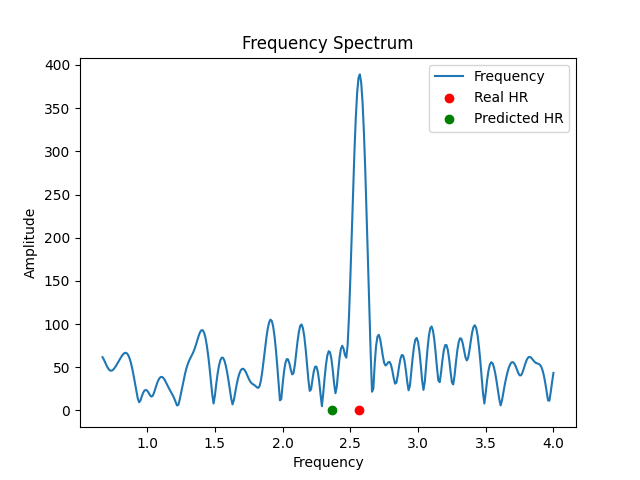 Frequency Spectrum
Frequency
Real HR
Predicted HR
Amplitude
400
350
300
250
200
150
100
50
0
1.0 1.5 2.0 2.5 3.0 3.5 4.0
Frequency